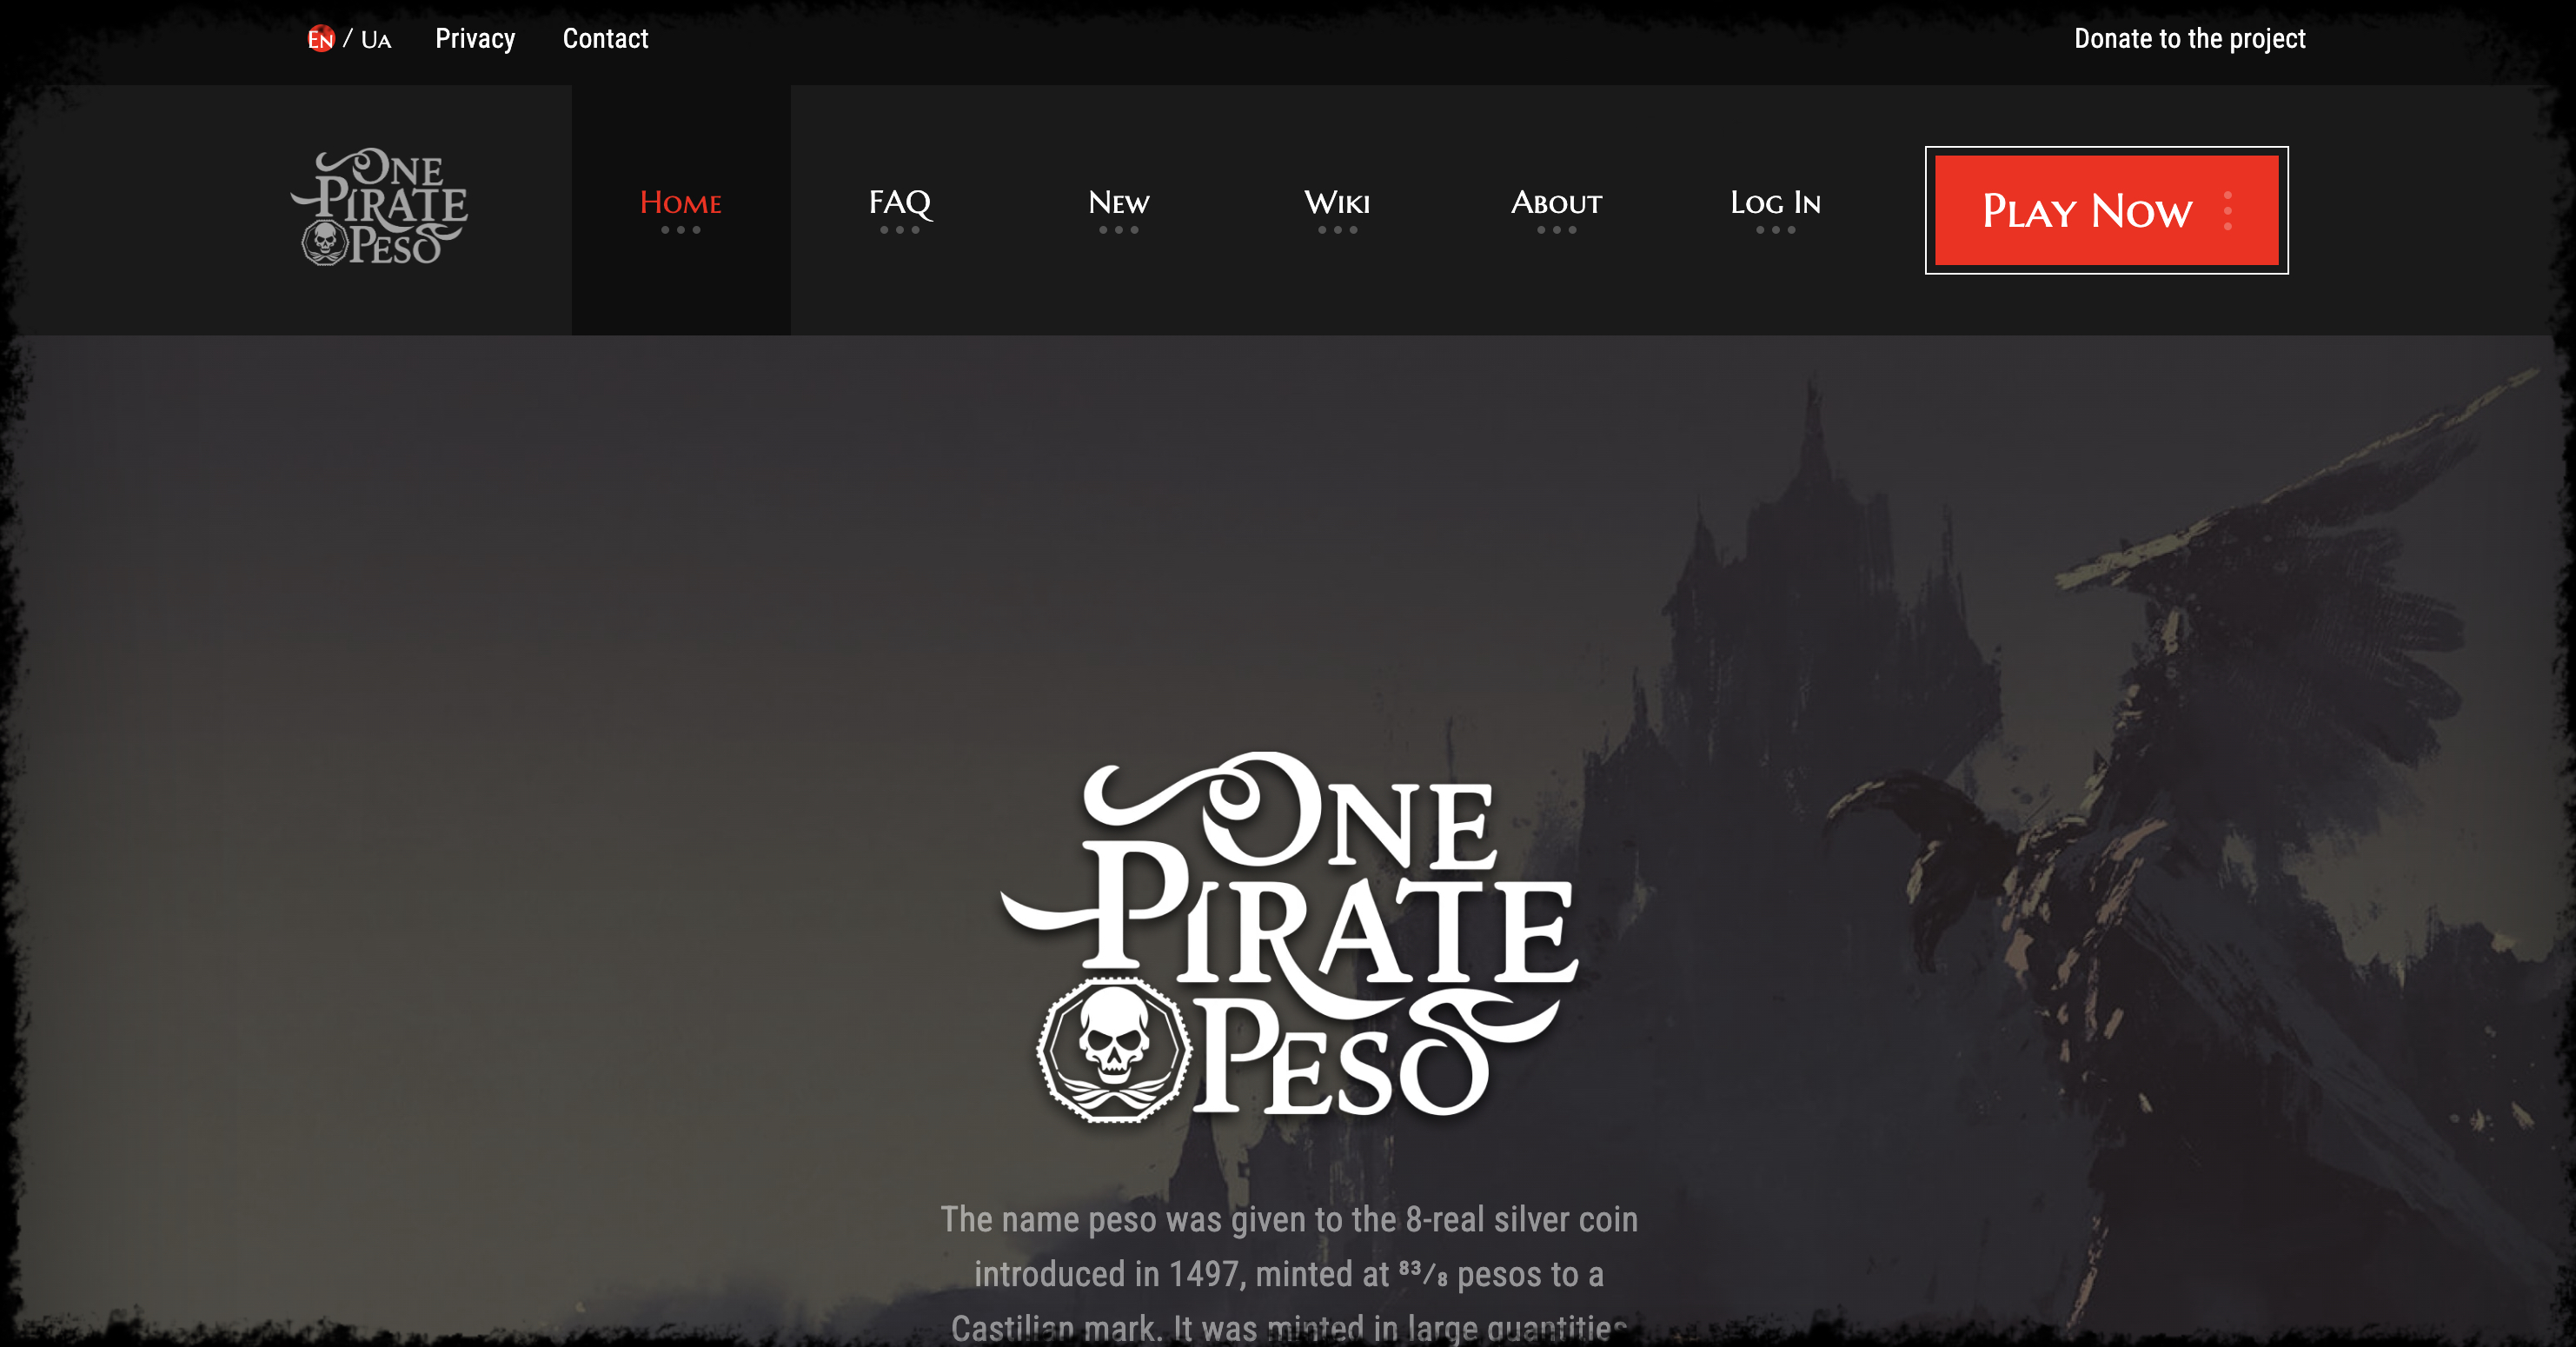 EN / UA Privacy Contact Donate to the project
ONE
PIRATE
PESO
HOME FAQ NEW WIKI ABOUT LOG IN PLAY NOW
ONE
PIRATE
PESO
The name peso was given to the 8-real silver coin
introduced in 1497, minted at ⁸³⁄₈ pesos to a
Castilian mark. It was minted in large quantities